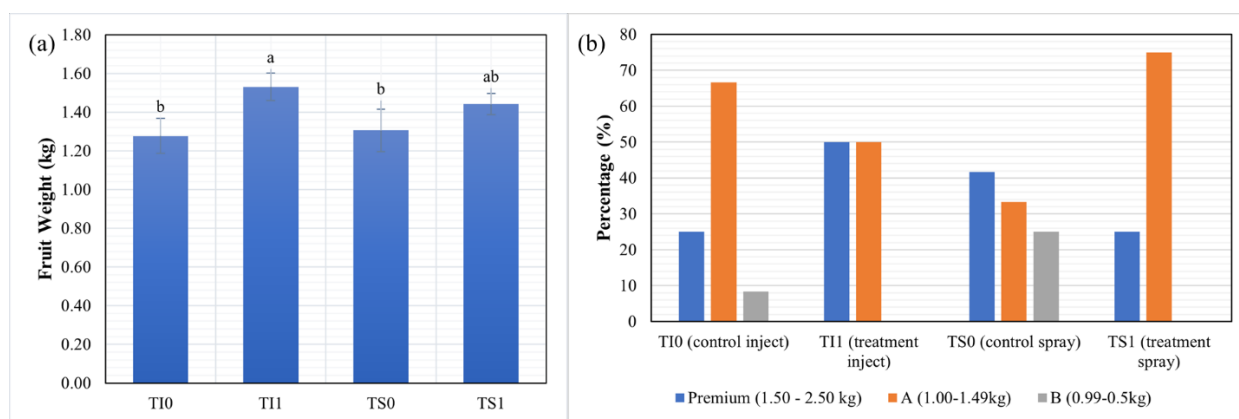 (a)
Fruit Weight (kg)
1.80
1.60
1.40
1.20
1.00
0.80
0.60
0.40
0.20
0.00
b
a
b
ab
TI0 TI1 TS0 TS1
(b)
Percentage (%)
80
70
60
50
40
30
20
10
0
TI0 (control inject) TI1 (treatment TS0 (control spray) TS1 (treatment
inject) spray)
Premium (1.50 - 2.50 kg) A (1.00-1.49kg) B (0.99-0.5kg)